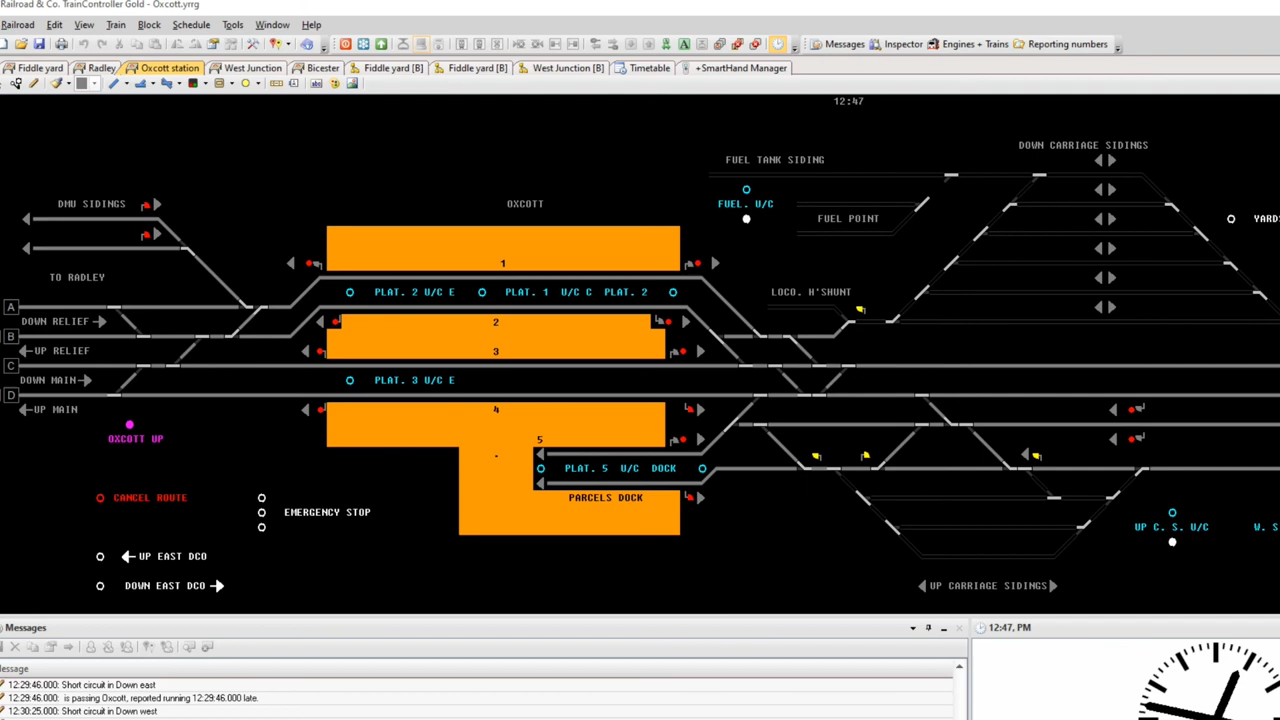 Railroad & Co. TrainController Gold - Oxcott.yrrg
Railroad Edit View Train Block Schedule Tools Window Help
Messages Inspector Engines + Trains Reporting numbers
Fiddle yard Radley Oxcott station West Junction Bicester Fiddle yard [B] Fiddle yard [B] West Junction [B] Timetable +SmartHand Manager
12:47
DOWN CARRIAGE SIDINGS
FUEL TANK SIDING
DMU SIDINGS
OXCOTT
FUEL. U/C
FUEL POINT
YARD
1
TO RADLEY
PLAT. 2 U/C E PLAT. 1 U/C C PLAT. 2
LOCO. H'SHUNT
A
DOWN RELIEF
2
B
UP RELIEF
3
C
DOWN MAIN
PLAT. 3 U/C E
D
UP MAIN
4
OXCOTT UP
5
PLAT. 5 U/C DOCK
CANCEL ROUTE
PARCELS DOCK
EMERGENCY STOP
UP C. S. U/C
W. S
UP EAST DCO
DOWN EAST DCO
UP CARRIAGE SIDINGS
Messages
12:47, PM
Message
12:29:46.000: Short circuit in Down east
12:29:46.000: is passing Oxcott, reported running 12:29:46.000 late.
12:30:25.000: Short circuit in Down west